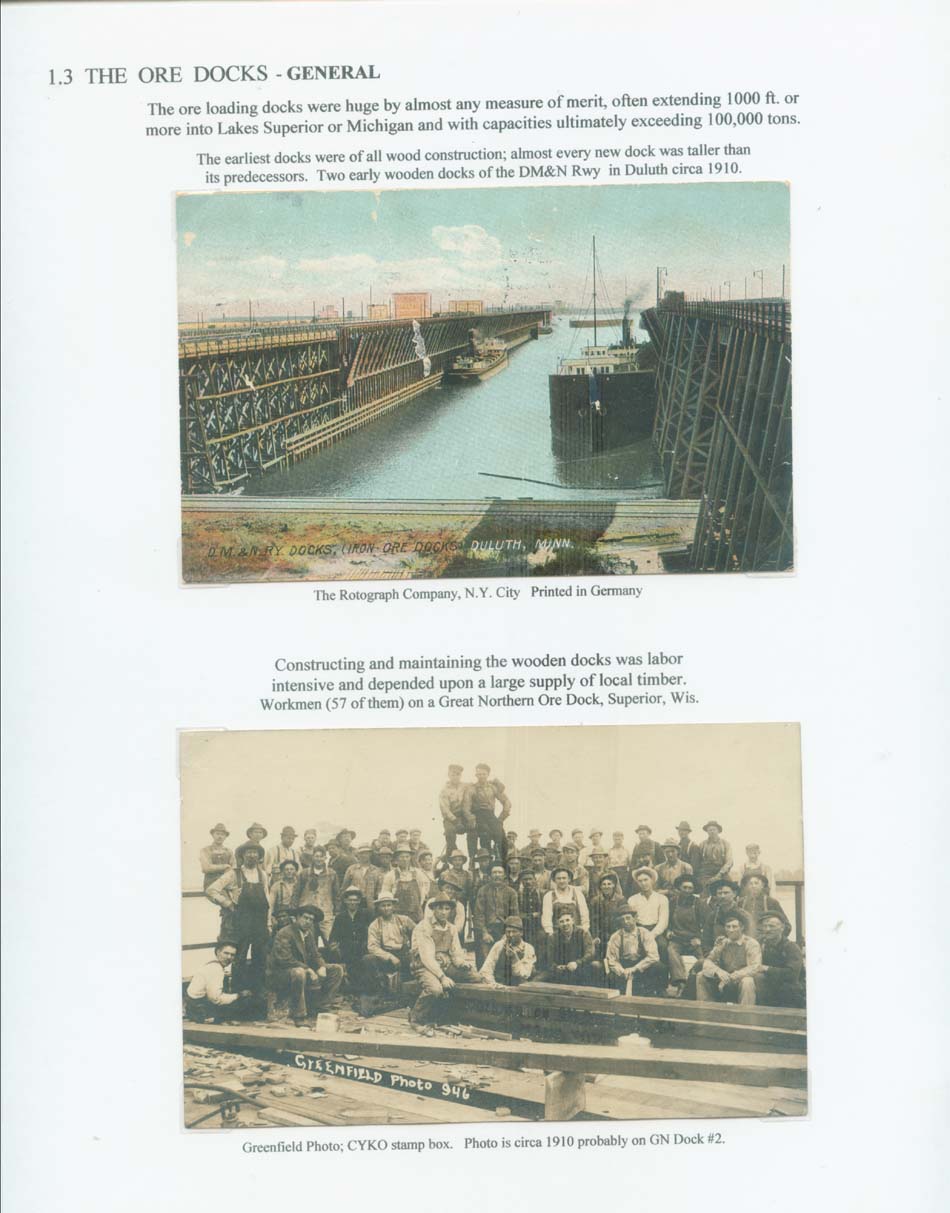 1.3 THE ORE DOCKS - GENERAL
The ore loading docks were huge by almost any measure of merit, often extending 1000 ft. or
more into Lakes Superior or Michigan and with capacities ultimately exceeding 100,000 tons.
The earliest docks were of all wood construction; almost every new dock was taller than
its predecessors. Two early wooden docks of the DM&N Rwy in Duluth circa 1910.
D.M.&N.RY. DOCKS, (IRON-ORE DOCKS) DULUTH, MINN.
The Rotograph Company, N.Y. City Printed in Germany
Constructing and maintaining the wooden docks was labor
intensive and depended upon a large supply of local timber.
Workmen (57 of them) on a Great Northern Ore Dock, Superior, Wis.
GREENFIELD Photo 946
Greenfield Photo; CYKO stamp box. Photo is circa 1910 probably on GN Dock #2.